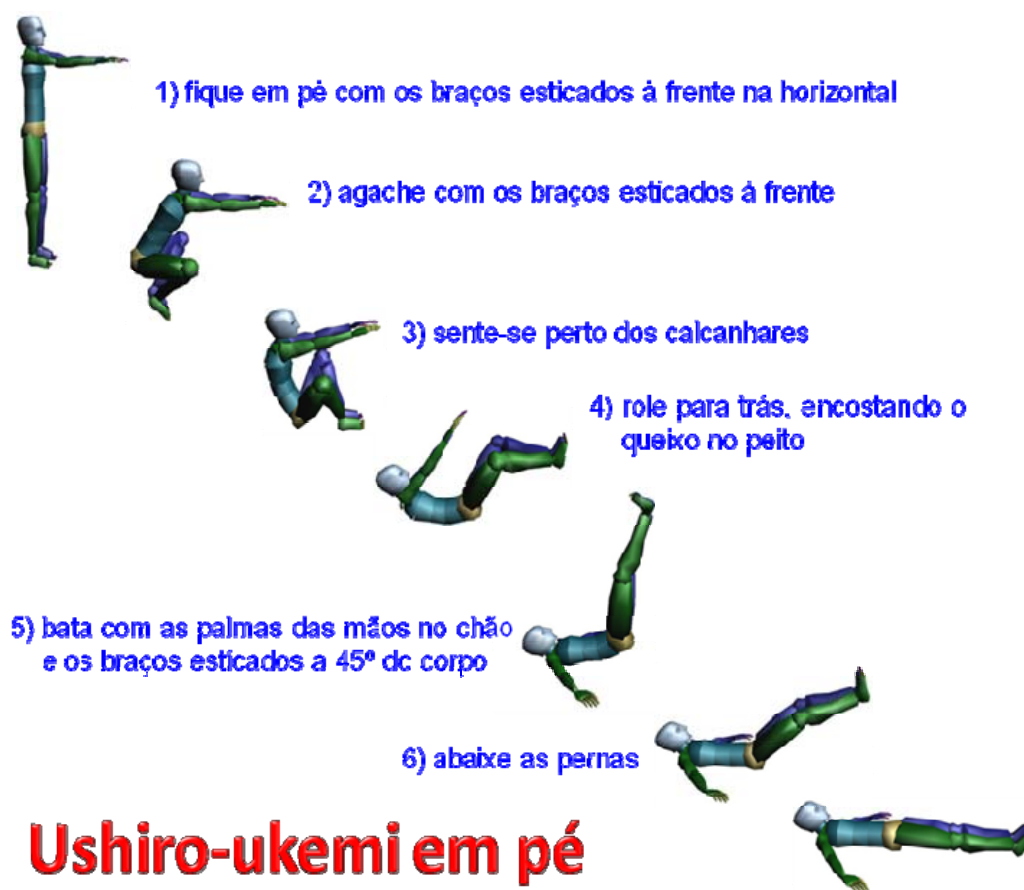 1) fique em pé com os braços esticados à frente na horizontal
2) agache com os braços esticados à frente
3) sente-se perto dos calcanhares
4) role para trás, encostando o
queixo no peito
5) bata com as palmas das mãos no chão
e os braços esticados a 45º do corpo
6) abaixe as pernas
Ushiro-ukemi em pé